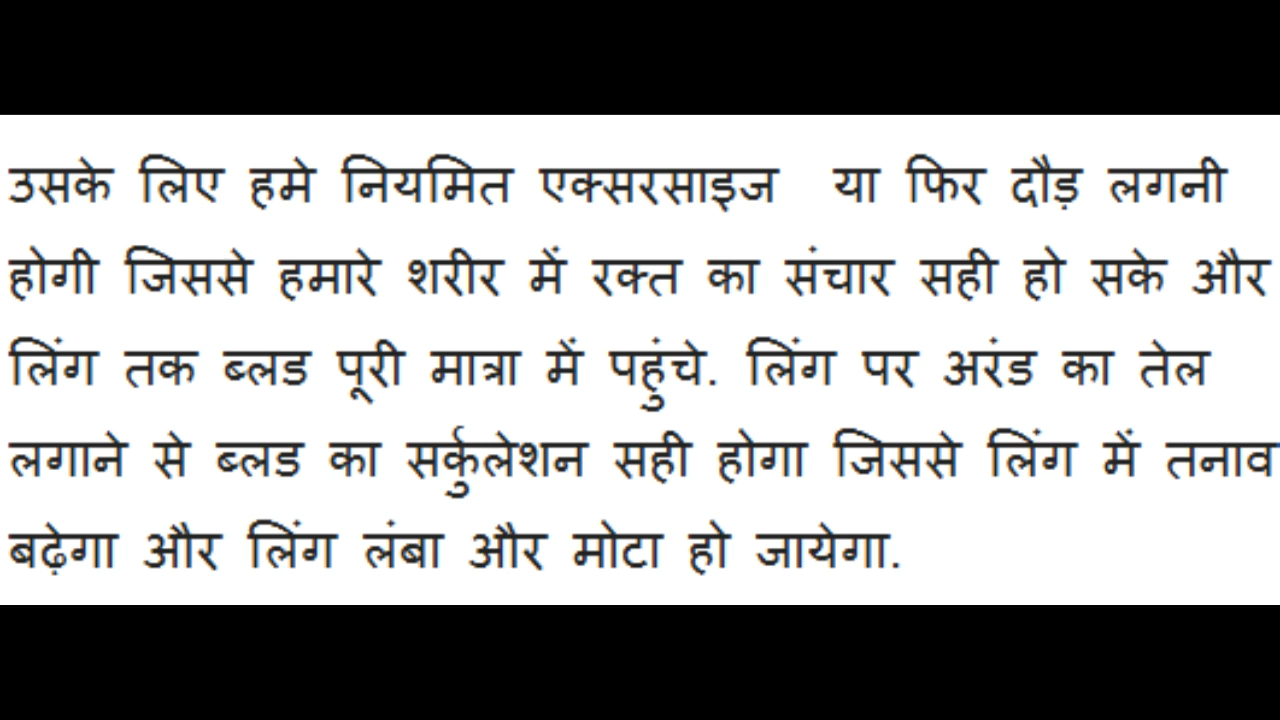 उसके लिए हमे नियमित एक्सरसाइज या फिर दौड़ लगनी
होगी जिससे हमारे शरीर में रक्त का संचार सही हो सके और
लिंग तक ब्लड पूरी मात्रा में पहुंचे. लिंग पर अरंड का तेल
लगाने से ब्लड का सर्कुलेशन सही होगा जिससे लिंग में तनाव
बढ़ेगा और लिंग लंबा और मोटा हो जायेगा.